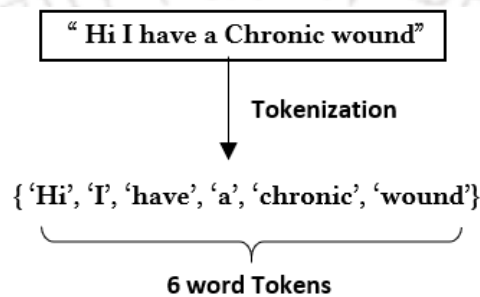 “ Hi I have a Chronic wound”
Tokenization
{ ‘Hi’, ‘I’, ‘have’, ‘a’, ‘chronic’, ‘wound’}
6 word Tokens